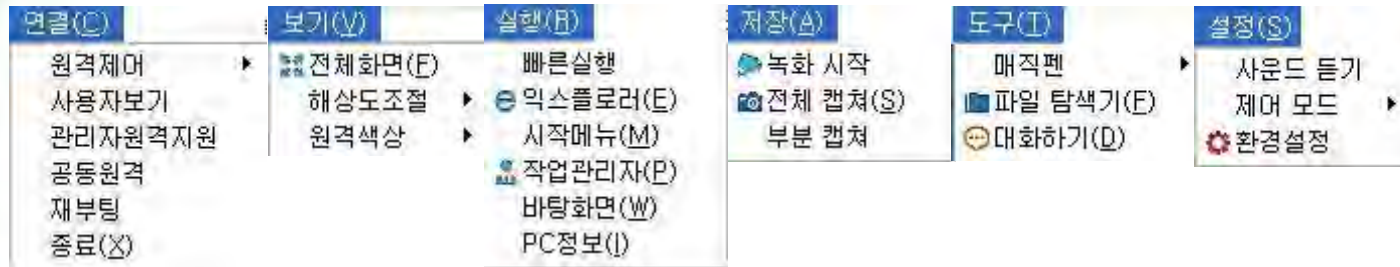 연결(C)
원격제어
사용자보기
관리자원격지원
공동원격
재부팅
종료(X)
보기(V)
전체화면(F)
해상도조절
원격색상
실행(R)
빠른실행
익스플로러(E)
시작메뉴(M)
작업관리자(P)
바탕화면(W)
PC정보(I)
저장(A)
녹화 시작
전체 캡쳐(S)
부분 캡쳐
도구(T)
매직펜
파일 탐색기(F)
대화하기(D)
설정(S)
사운드 듣기
제어 모드
환경설정